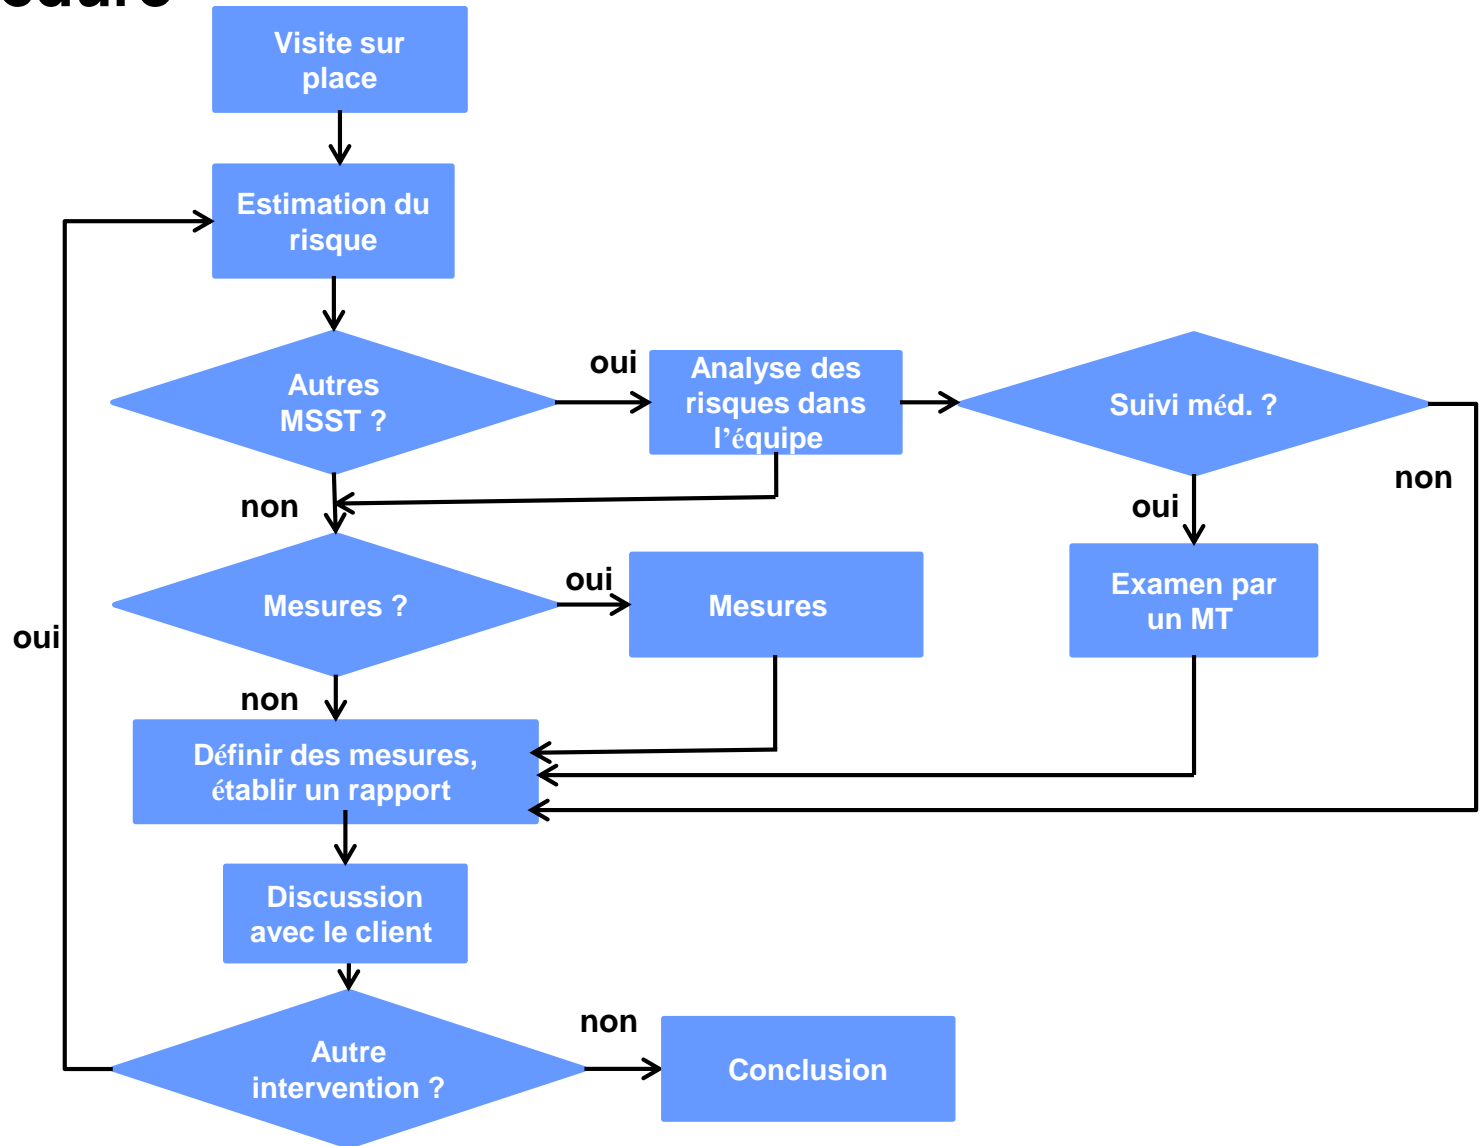 Visite sur
place
Estimation du
risque
Autres
MSST ?
oui
Analyse des
risques dans
l’équipe
Suivi méd. ?
non
non
oui
Mesures ?
oui
Mesures
Examen par
un MT
oui
non
Définir des mesures,
établir un rapport
Discussion
avec le client
Autre
intervention ?
non
Conclusion